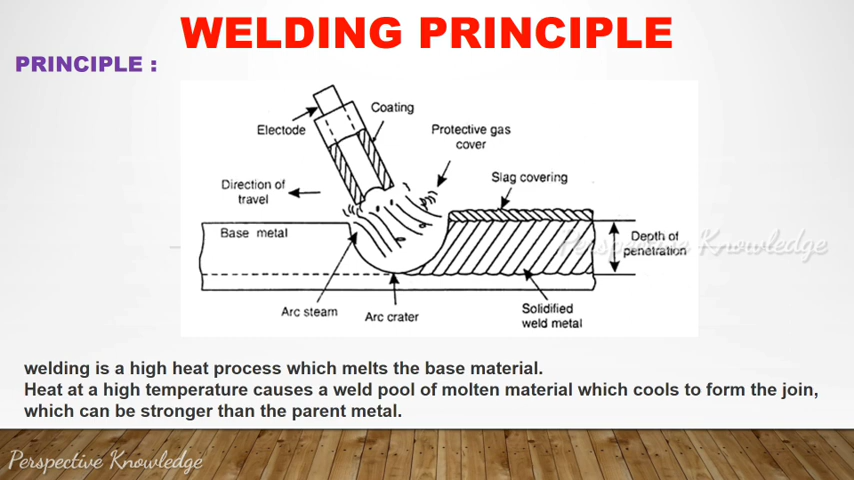 WELDING PRINCIPLE
PRINCIPLE :
Coating
Electode
Protective gas
cover
Slag covering
Direction of
travel
Base metal
Depth of
penetration
Perspective Knowledge
Arc steam
Arc crater
Solidified
weld metal
welding is a high heat process which melts the base material.
Heat at a high temperature causes a weld pool of molten material which cools to form the join,
which can be stronger than the parent metal.
Perspective Knowledge